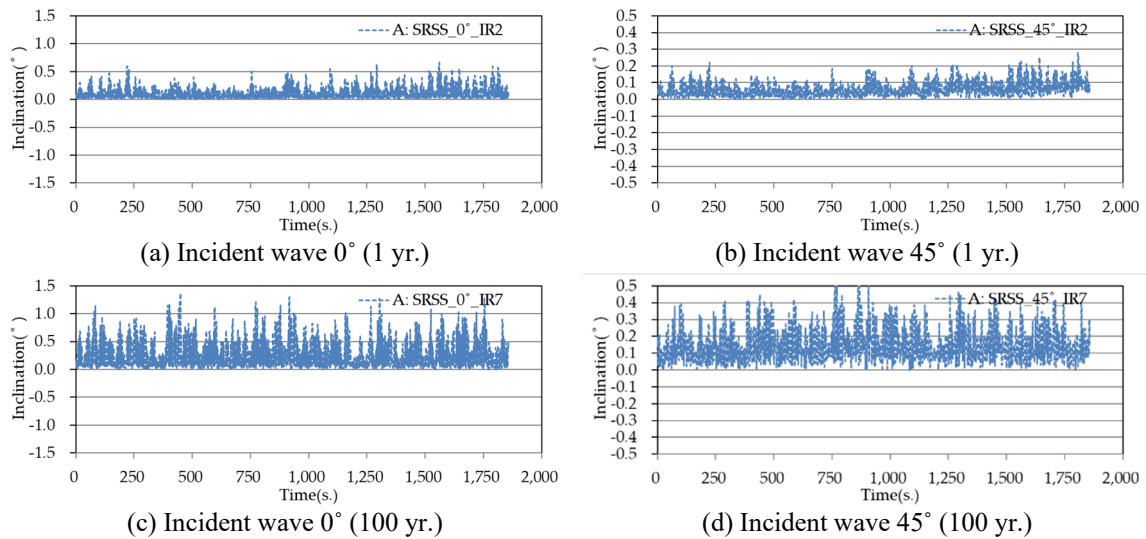 1.5
1.0
0.5
0.0
-0.5
-1.0
-1.5
Inclination(˚)
A: SRSS_0˚_IR2
0 250 500 750 1,000 1,250 1,500 1,750 2,000
Time(s.)
(a) Incident wave 0˚ (1 yr.)
0.5
0.4
0.3
0.2
0.1
0.0
-0.1
-0.2
-0.3
-0.4
-0.5
Inclination(˚)
A: SRSS_45˚_IR2
0 250 500 750 1,000 1,250 1,500 1,750 2,000
Time(s.)
(b) Incident wave 45˚ (1 yr.)
1.5
1.0
0.5
0.0
-0.5
-1.0
-1.5
Inclination(˚)
A: SRSS_0˚_IR7
0 250 500 750 1,000 1,250 1,500 1,750 2,000
Time(s.)
(c) Incident wave 0˚ (100 yr.)
0.5
0.4
0.3
0.2
0.1
0.0
-0.1
-0.2
-0.3
-0.4
-0.5
Inclination(˚)
A: SRSS_45˚_IR7
0 250 500 750 1,000 1,250 1,500 1,750 2,000
Time(s.)
(d) Incident wave 45˚ (100 yr.)